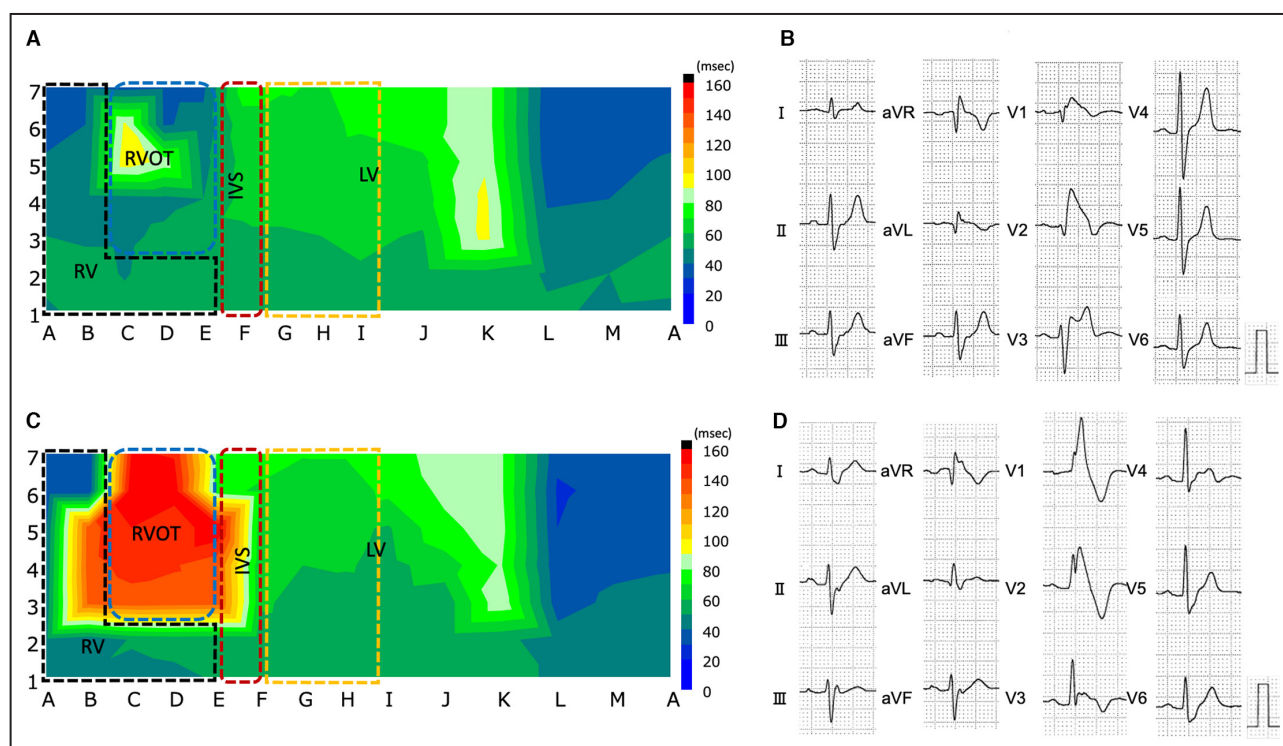 A
(msec)
7
6
5
4
3
2
1
RVOT
IVS
LV
RV
A B C D E F G H I J K L M A
160
140
120
100
80
60
40
20
0
B
I aVR V1 V4
II aVL V2 V5
III aVF V3 V6
C
(msec)
7
6
5
4
3
2
1
RVOT
IVS
LV
RV
A B C D E F G H I J K L M A
160
140
120
100
80
60
40
20
0
D
I aVR V1 V4
II aVL V2 V5
III aVF V3 V6